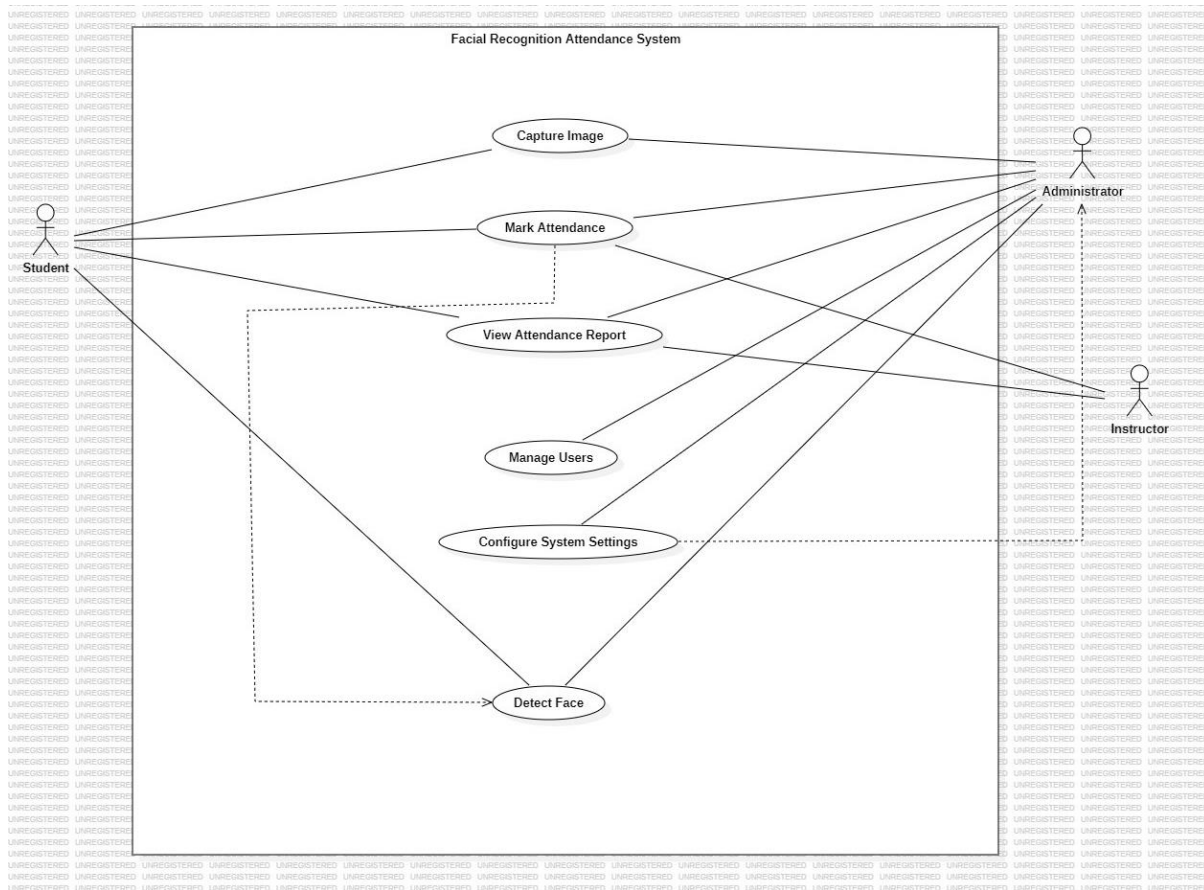 Facial Recognition Attendance System
Capture Image
Administrator
Mark Attendance
Student
View Attendance Report
Instructor
Manage Users
Configure System Settings
Detect Face
UNREGISTERED